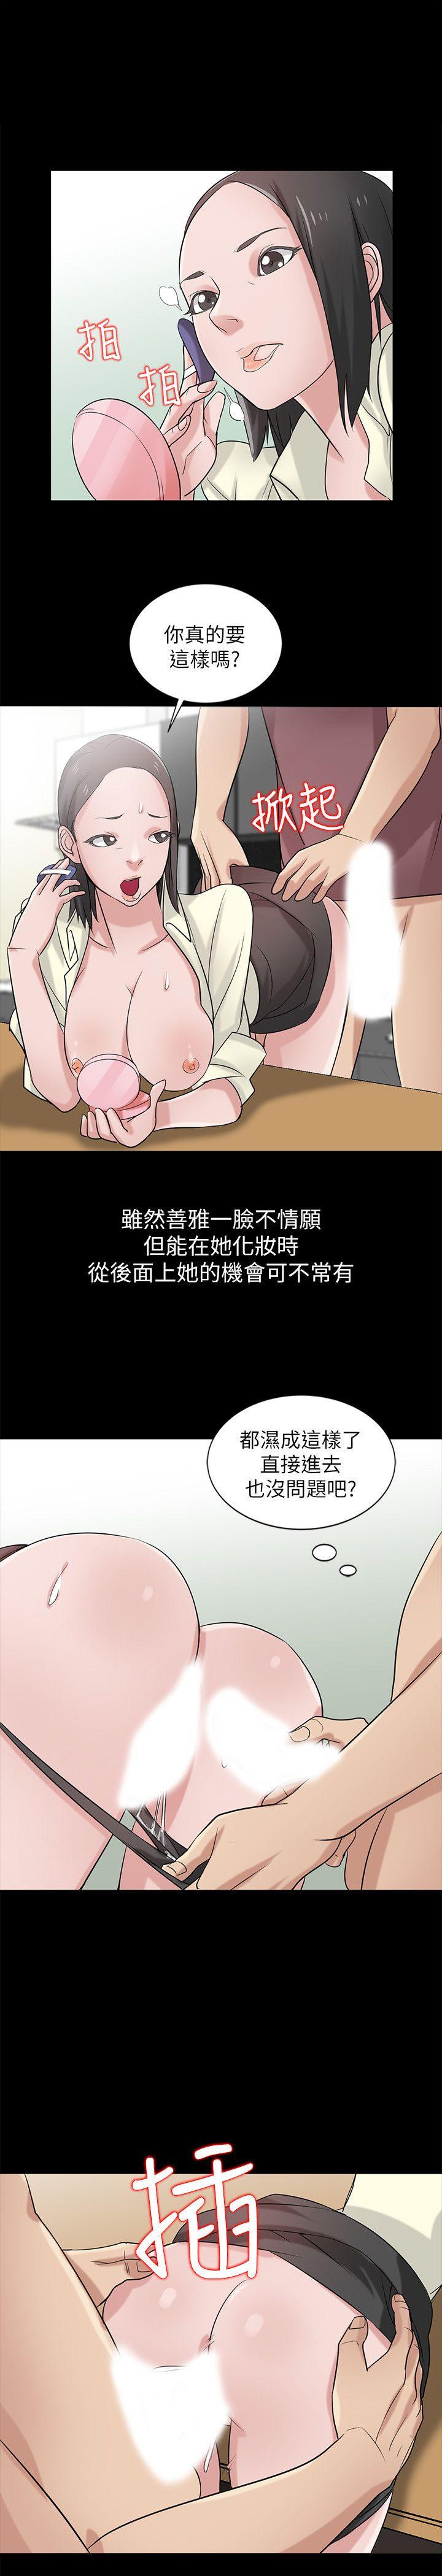 拍
拍
你真的要
這樣嗎?
掀起
雖然善雅一臉不情願
但能在她化妝時
從後面上她的機會可不常有
都濕成這樣了
直接進去
也沒問題吧?
插